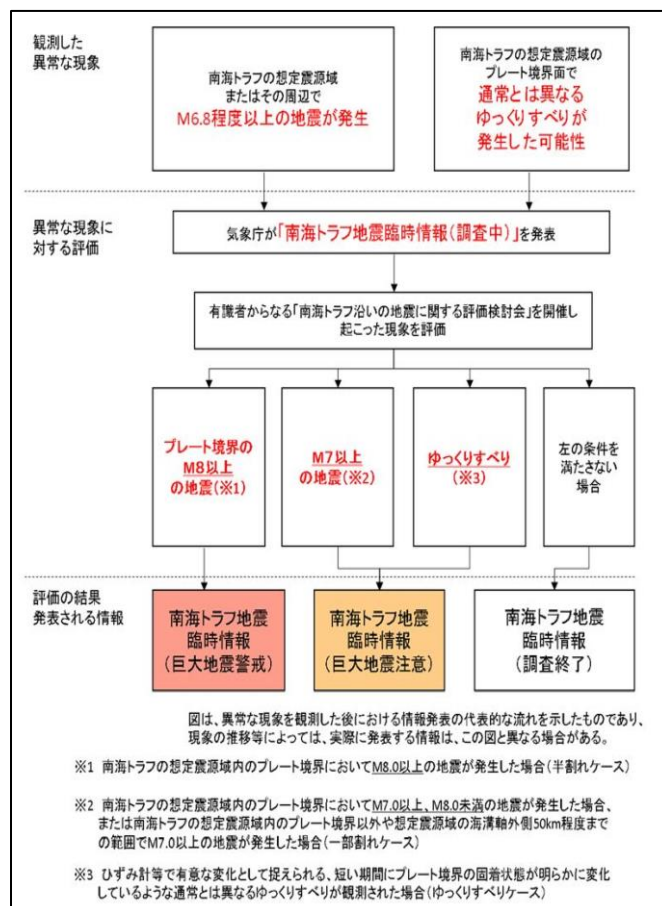 観測した
異常な現象
南海トラフの想定震源域
またはその周辺で
M6.8程度以上の地震が発生
南海トラフの想定震源域の
プレート境界面で
通常とは異なる
ゆっくりすべりが
発生した可能性
異常な現象に
対する評価
気象庁が「南海トラフ地震臨時情報(調査中)」を発表
有識者からなる「南海トラフ沿いの地震に関する評価検討会」を開催し
起こった現象を評価
プレート境界の
M8以上
の地震(※1)
M7以上
の地震(※2)
ゆっくりすべり
(※3)
左の条件を
満たさない
場合
評価の結果
発表される情報
南海トラフ地震
臨時情報
(巨大地震警戒)
南海トラフ地震
臨時情報
(巨大地震注意)
南海トラフ地震
臨時情報
(調査終了)
図は、異常な現象を観測した後における情報発表の代表的な流れを示したものであり、
現象の推移等によっては、実際に発表する情報は、この図と異なる場合がある。
※1 南海トラフの想定震源域内のプレート境界においてM8.0以上の地震が発生した場合(半割れケース)
※2 南海トラフの想定震源域内のプレート境界においてM7.0以上、M8.0未満の地震が発生した場合、
または南海トラフの想定震源域内のプレート境界以外や想定震源域の海溝軸外側50km程度まで
の範囲でM7.0以上の地震が発生した場合(一部割れケース)
※3 ひずみ計等で有意な変化として捉えられる、短い期間にプレート境界の固着状態が明らかに変化
しているような通常とは異なるゆっくりすべりが観測された場合(ゆっくりすべりケース)